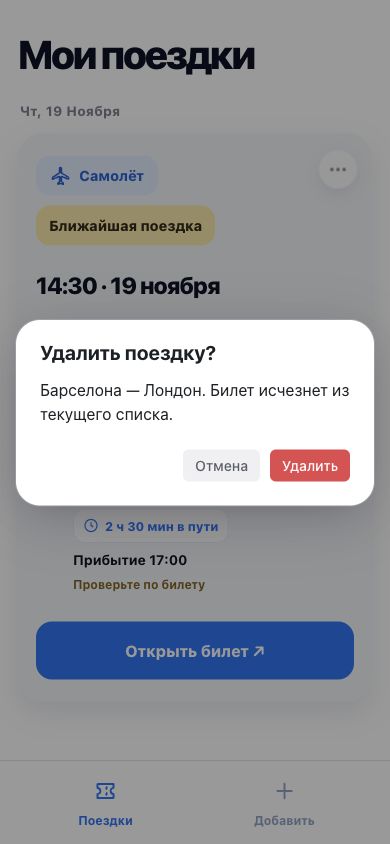 Мои поездки
Чт, 19 Ноября
Самолёт
Ближайшая поездка
14:30 · 19 ноября
Удалить поездку?
Барселона — Лондон. Билет исчезнет из
текущего списка.
Отмена
Удалить
2 ч 30 мин в пути
Прибытие 17:00
Проверьте по билету
Открыть билет ↗
Поездки
Добавить